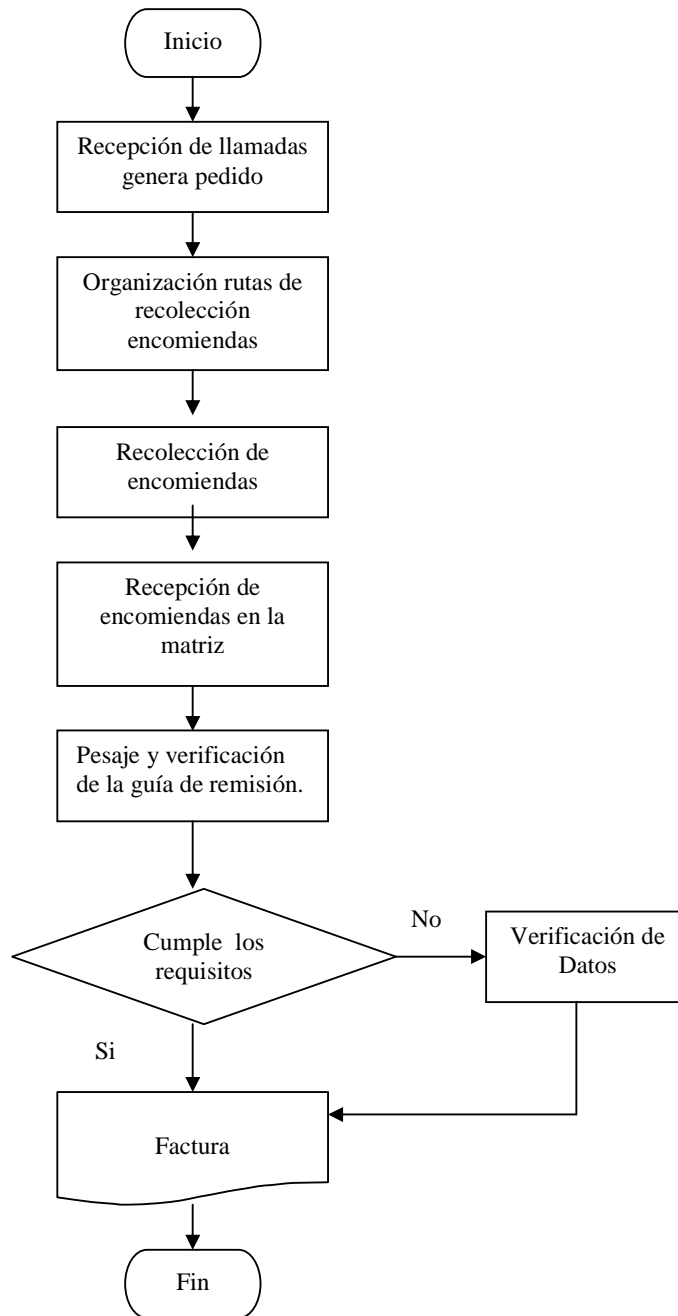 Inicio
Recepción de llamadas
genera pedido
Organización rutas de
recolección
encomiendas
Recolección de
encomiendas
Recepción de
encomiendas en la
matriz
Pesaje y verificación
de la guía de remisión.
Cumple los
requisitos
No
Verificación de
Datos
Si
Factura
Fin